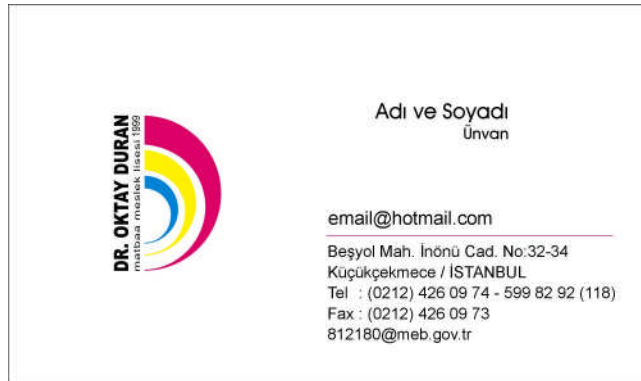 DR. OKTAY DURAN
matbaa meslek lisesi 1999
Adı ve Soyadı
Ünvan
email@hotmail.com
Beşyol Mah. İnönü Cad. No:32-34
Küçükçekmece / İSTANBUL
Tel : (0212) 426 09 74 - 599 82 92 (118)
Fax : (0212) 426 09 73
812180@meb.gov.tr